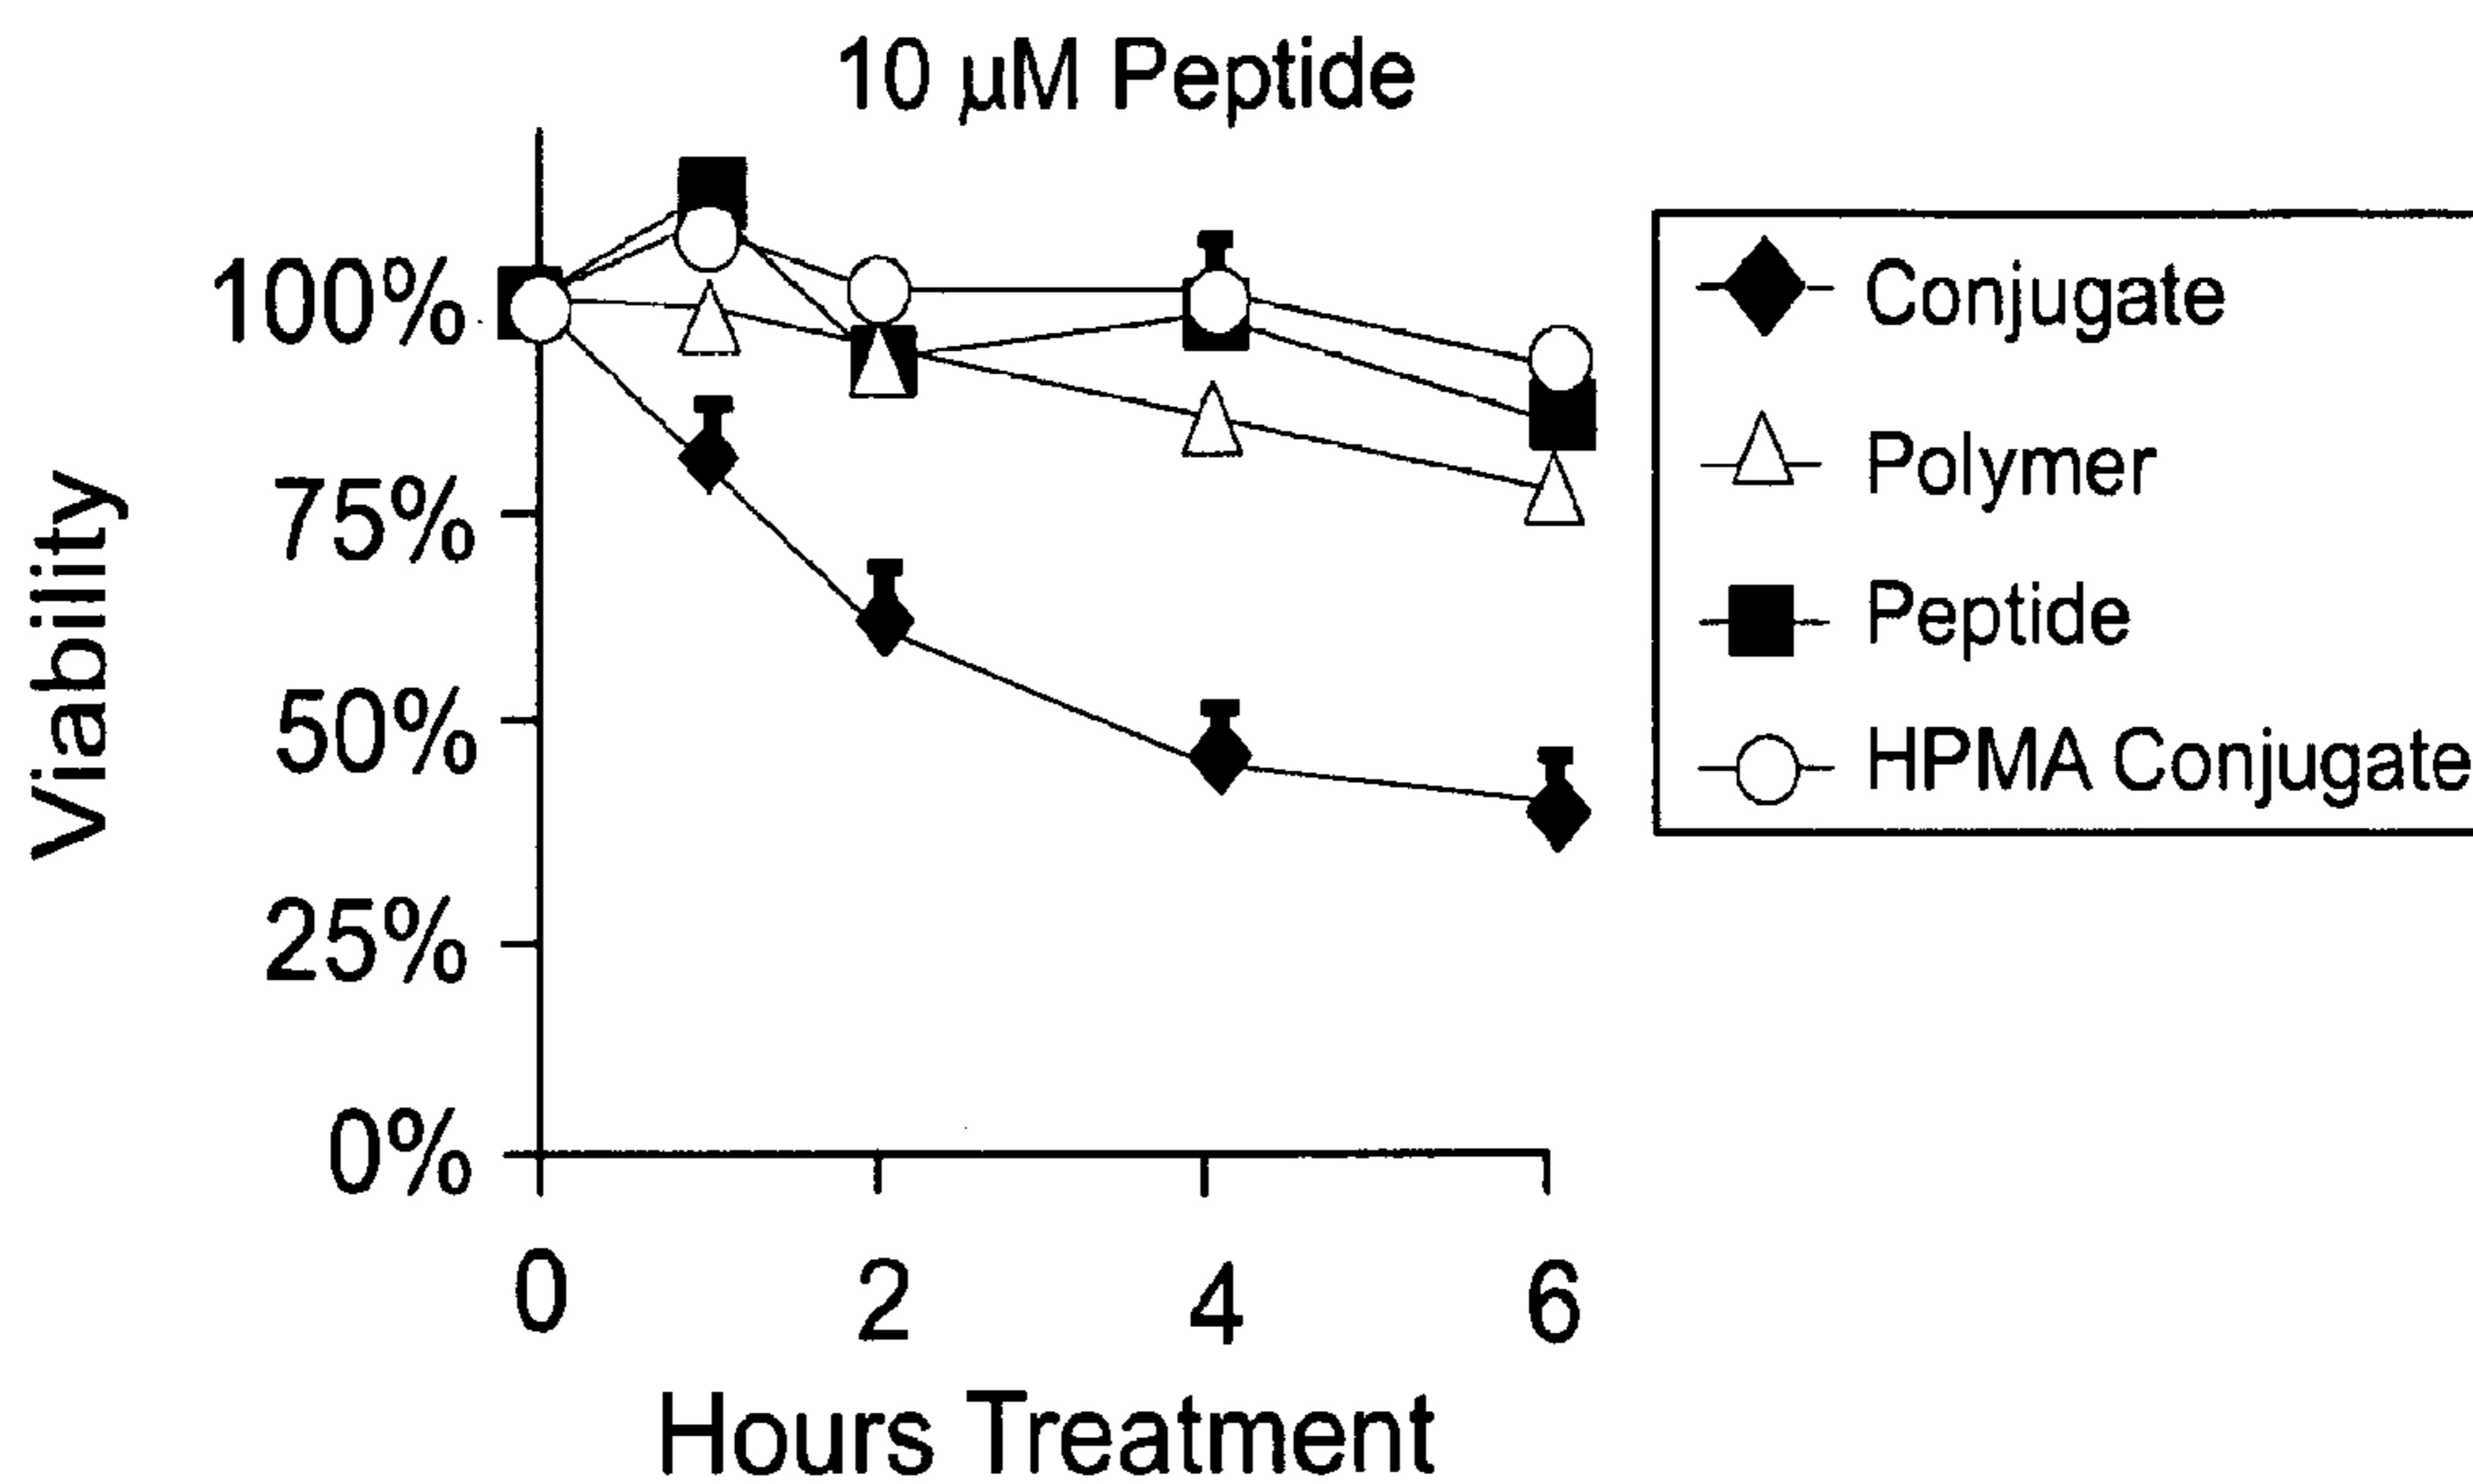 10 µM Peptide
Viability
100%
75%
50%
25%
0%
0 2 4 6
Hours Treatment
Conjugate
Polymer
Peptide
HPMA Conjugate